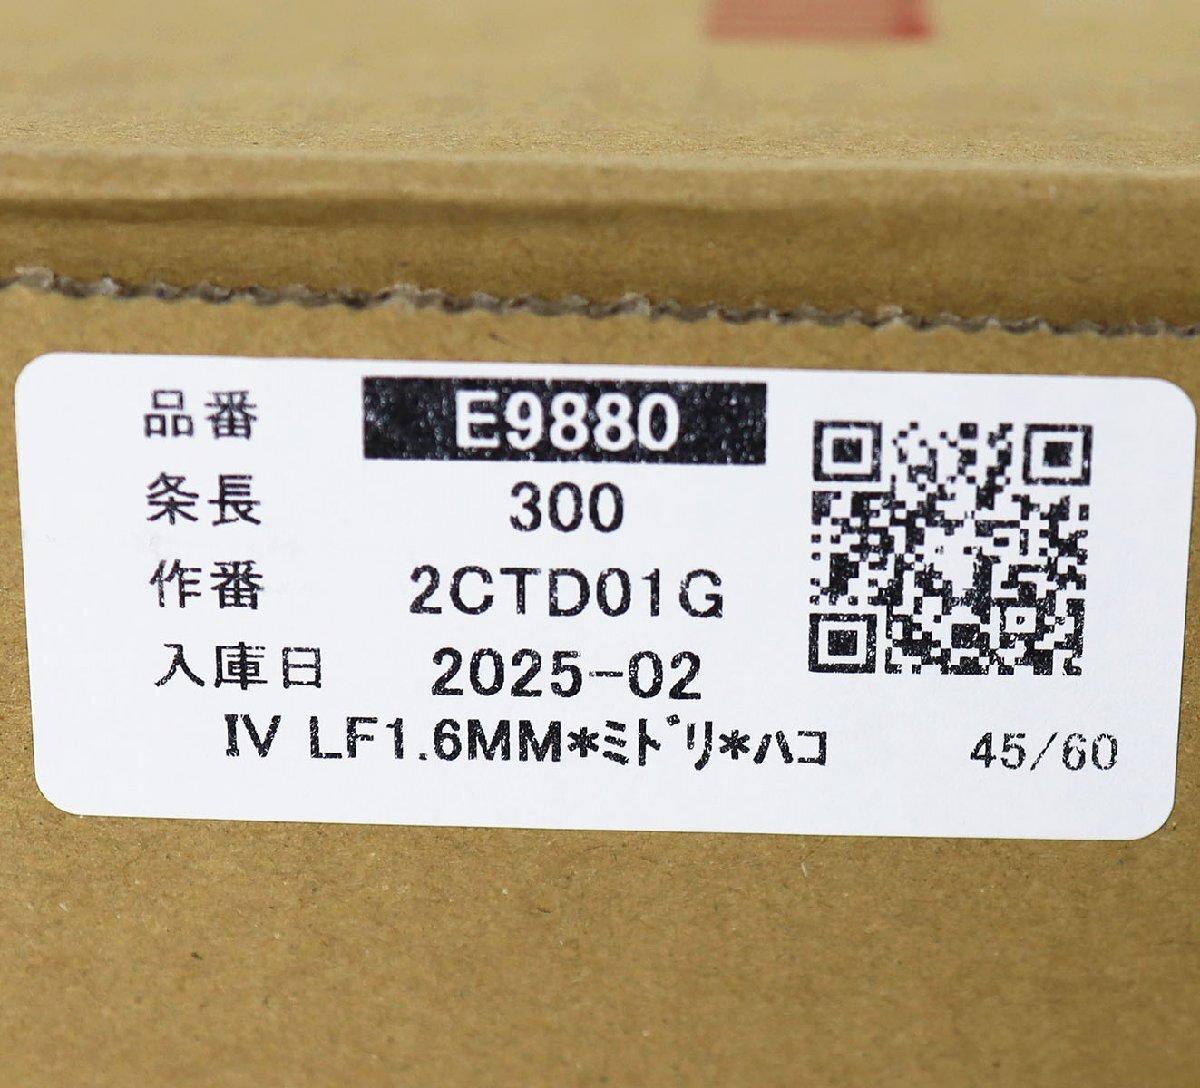 品番 E9880
条長 300
作番 2CTD01G
入庫日 2025-02
IV LF1.6MM*ﾐﾄﾞﾘ*ﾊｺ 45/60